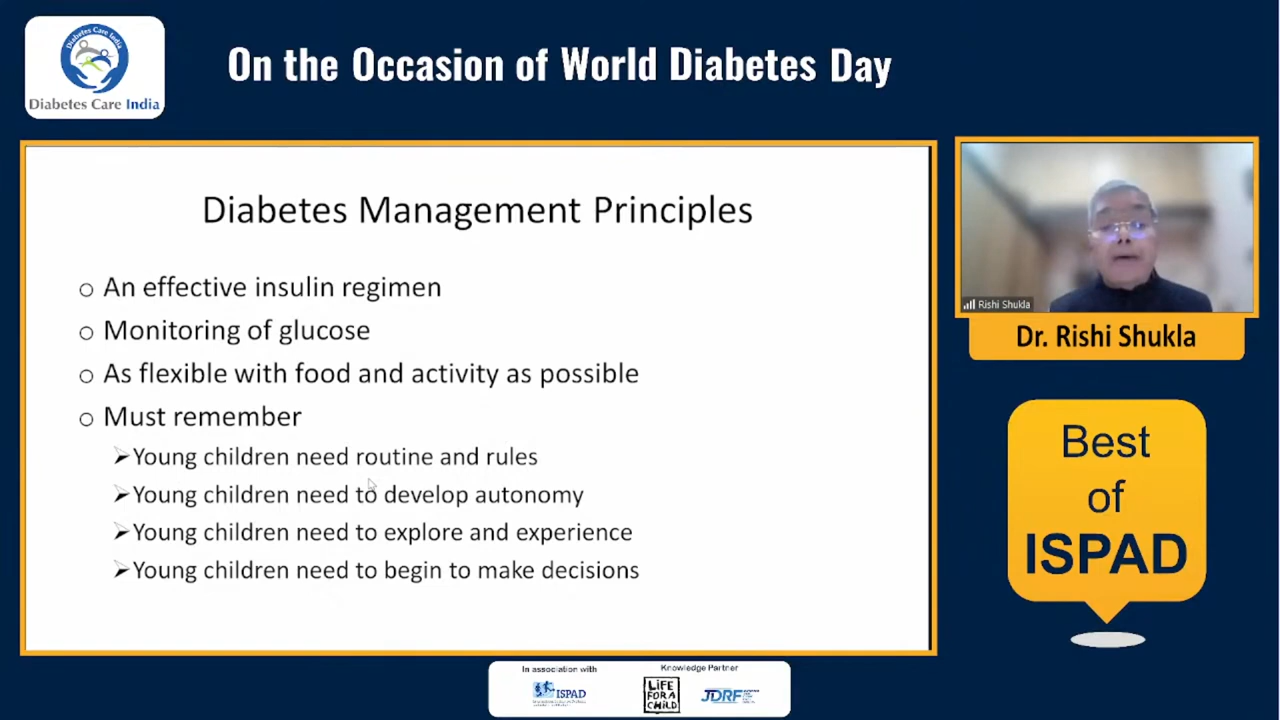 Diabetes Care India
Diabetes Care India
On the Occasion of World Diabetes Day
Diabetes Management Principles
An effective insulin regimen
Monitoring of glucose
As flexible with food and activity as possible
Must remember
Young children need routine and rules
Young children need to develop autonomy
Young children need to explore and experience
Young children need to begin to make decisions
Rishi Shukla
Dr. Rishi Shukla
Best
of
ISPAD
In association with
ISPAD
Knowledge Partner
LiFE
FOR A
CHiLD
JDRF